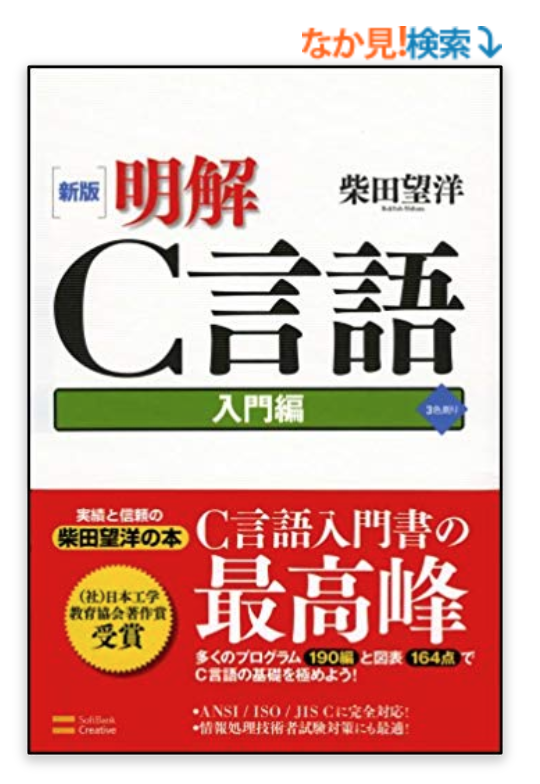 なか見!検索
新版
明解
柴田望洋
C言語
入門編
3色刷り
実績と信頼の
柴田望洋の本
C言語入門書の
最高峰
(社)日本工学
教育協会著作賞
受賞
多くのプログラム 190編 と図表 164点 で
C言語の基礎を極めよう!
•ANSI / ISO / JIS Cに完全対応!
•情報処理技術者試験対策にも最適!
SoftBank
Creative